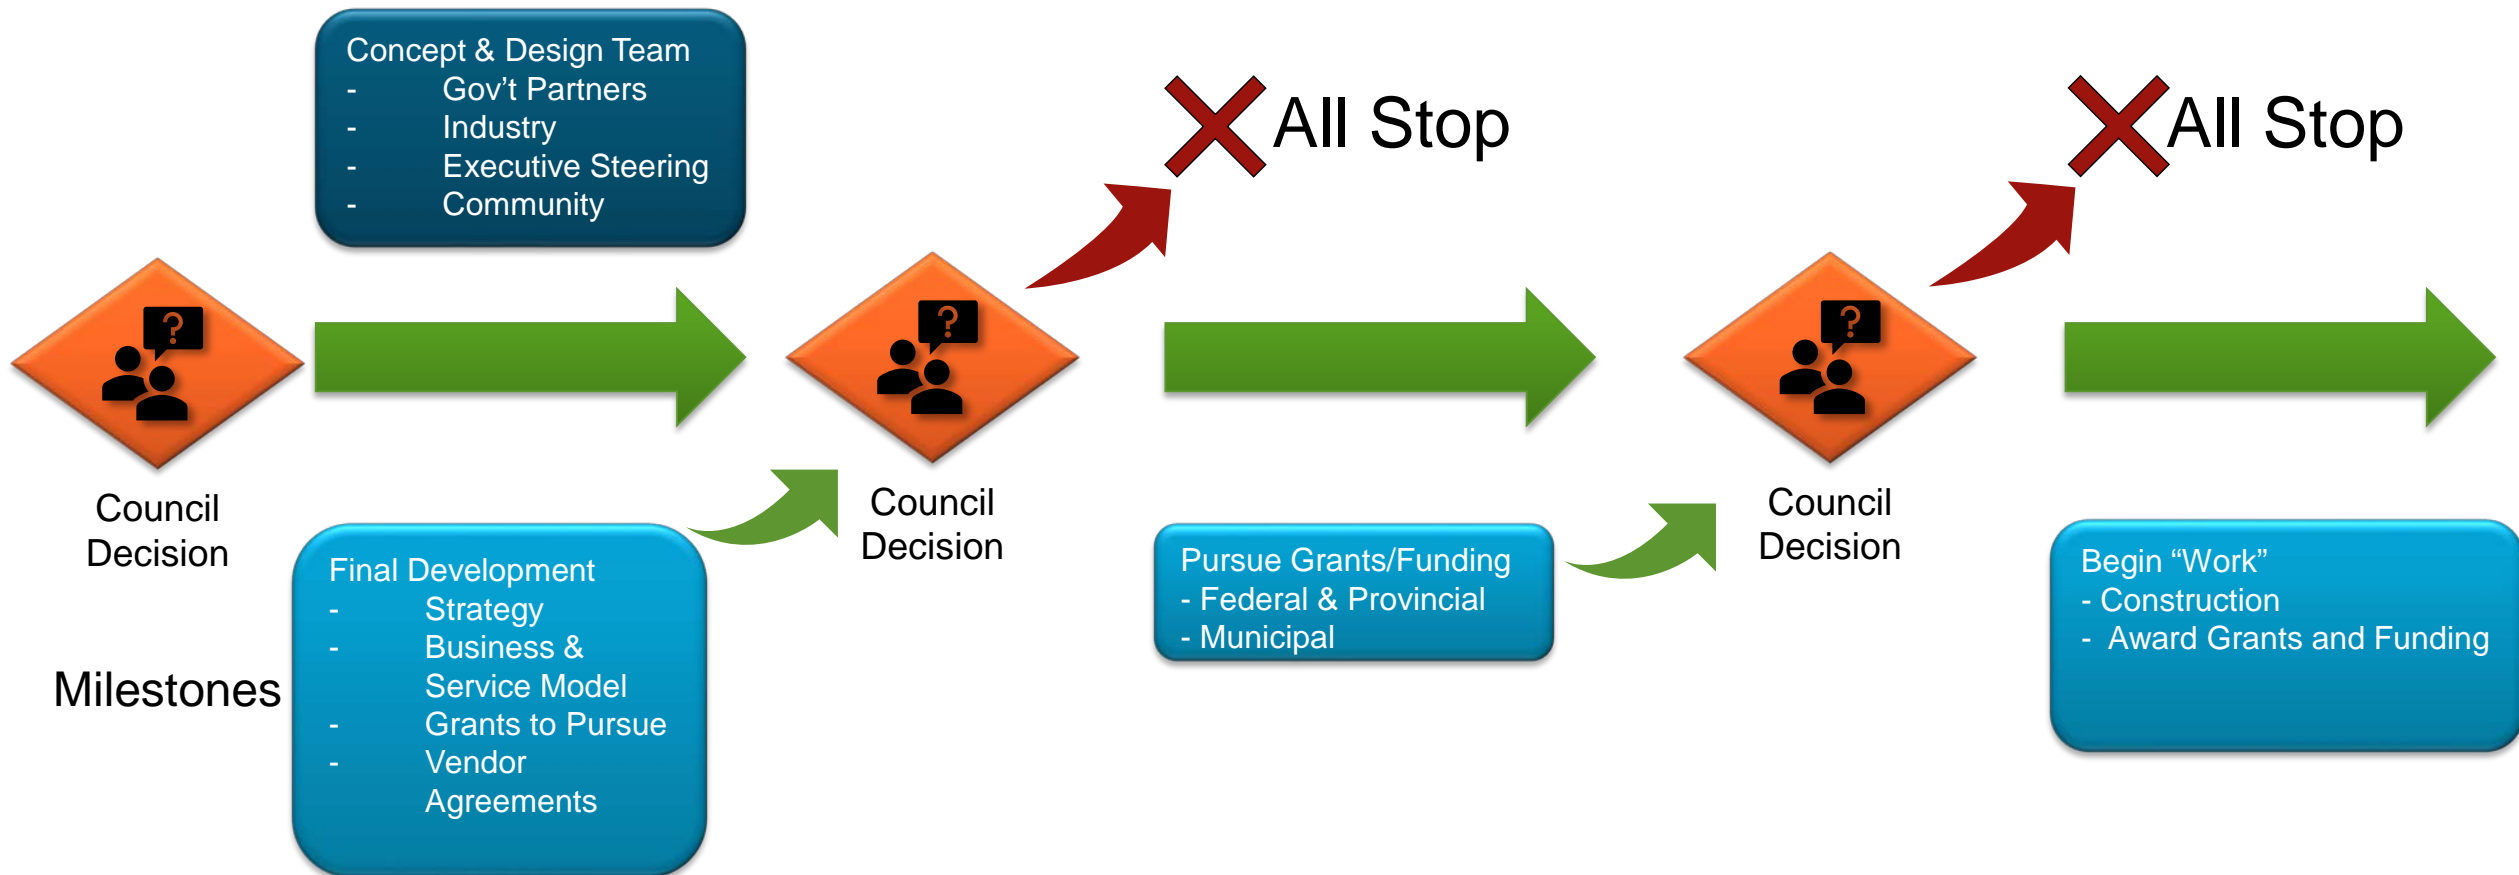 Concept & Design Team
- Gov't Partners
- Industry
- Executive Steering
- Community
All Stop
All Stop
?
?
?
Council
Decision
Council
Decision
Council
Decision
Milestones
Final Development
- Strategy
- Business &
Service Model
- Grants to Pursue
- Vendor
Agreements
Pursue Grants/Funding
- Federal & Provincial
- Municipal
Begin “Work”
- Construction
- Award Grants and Funding